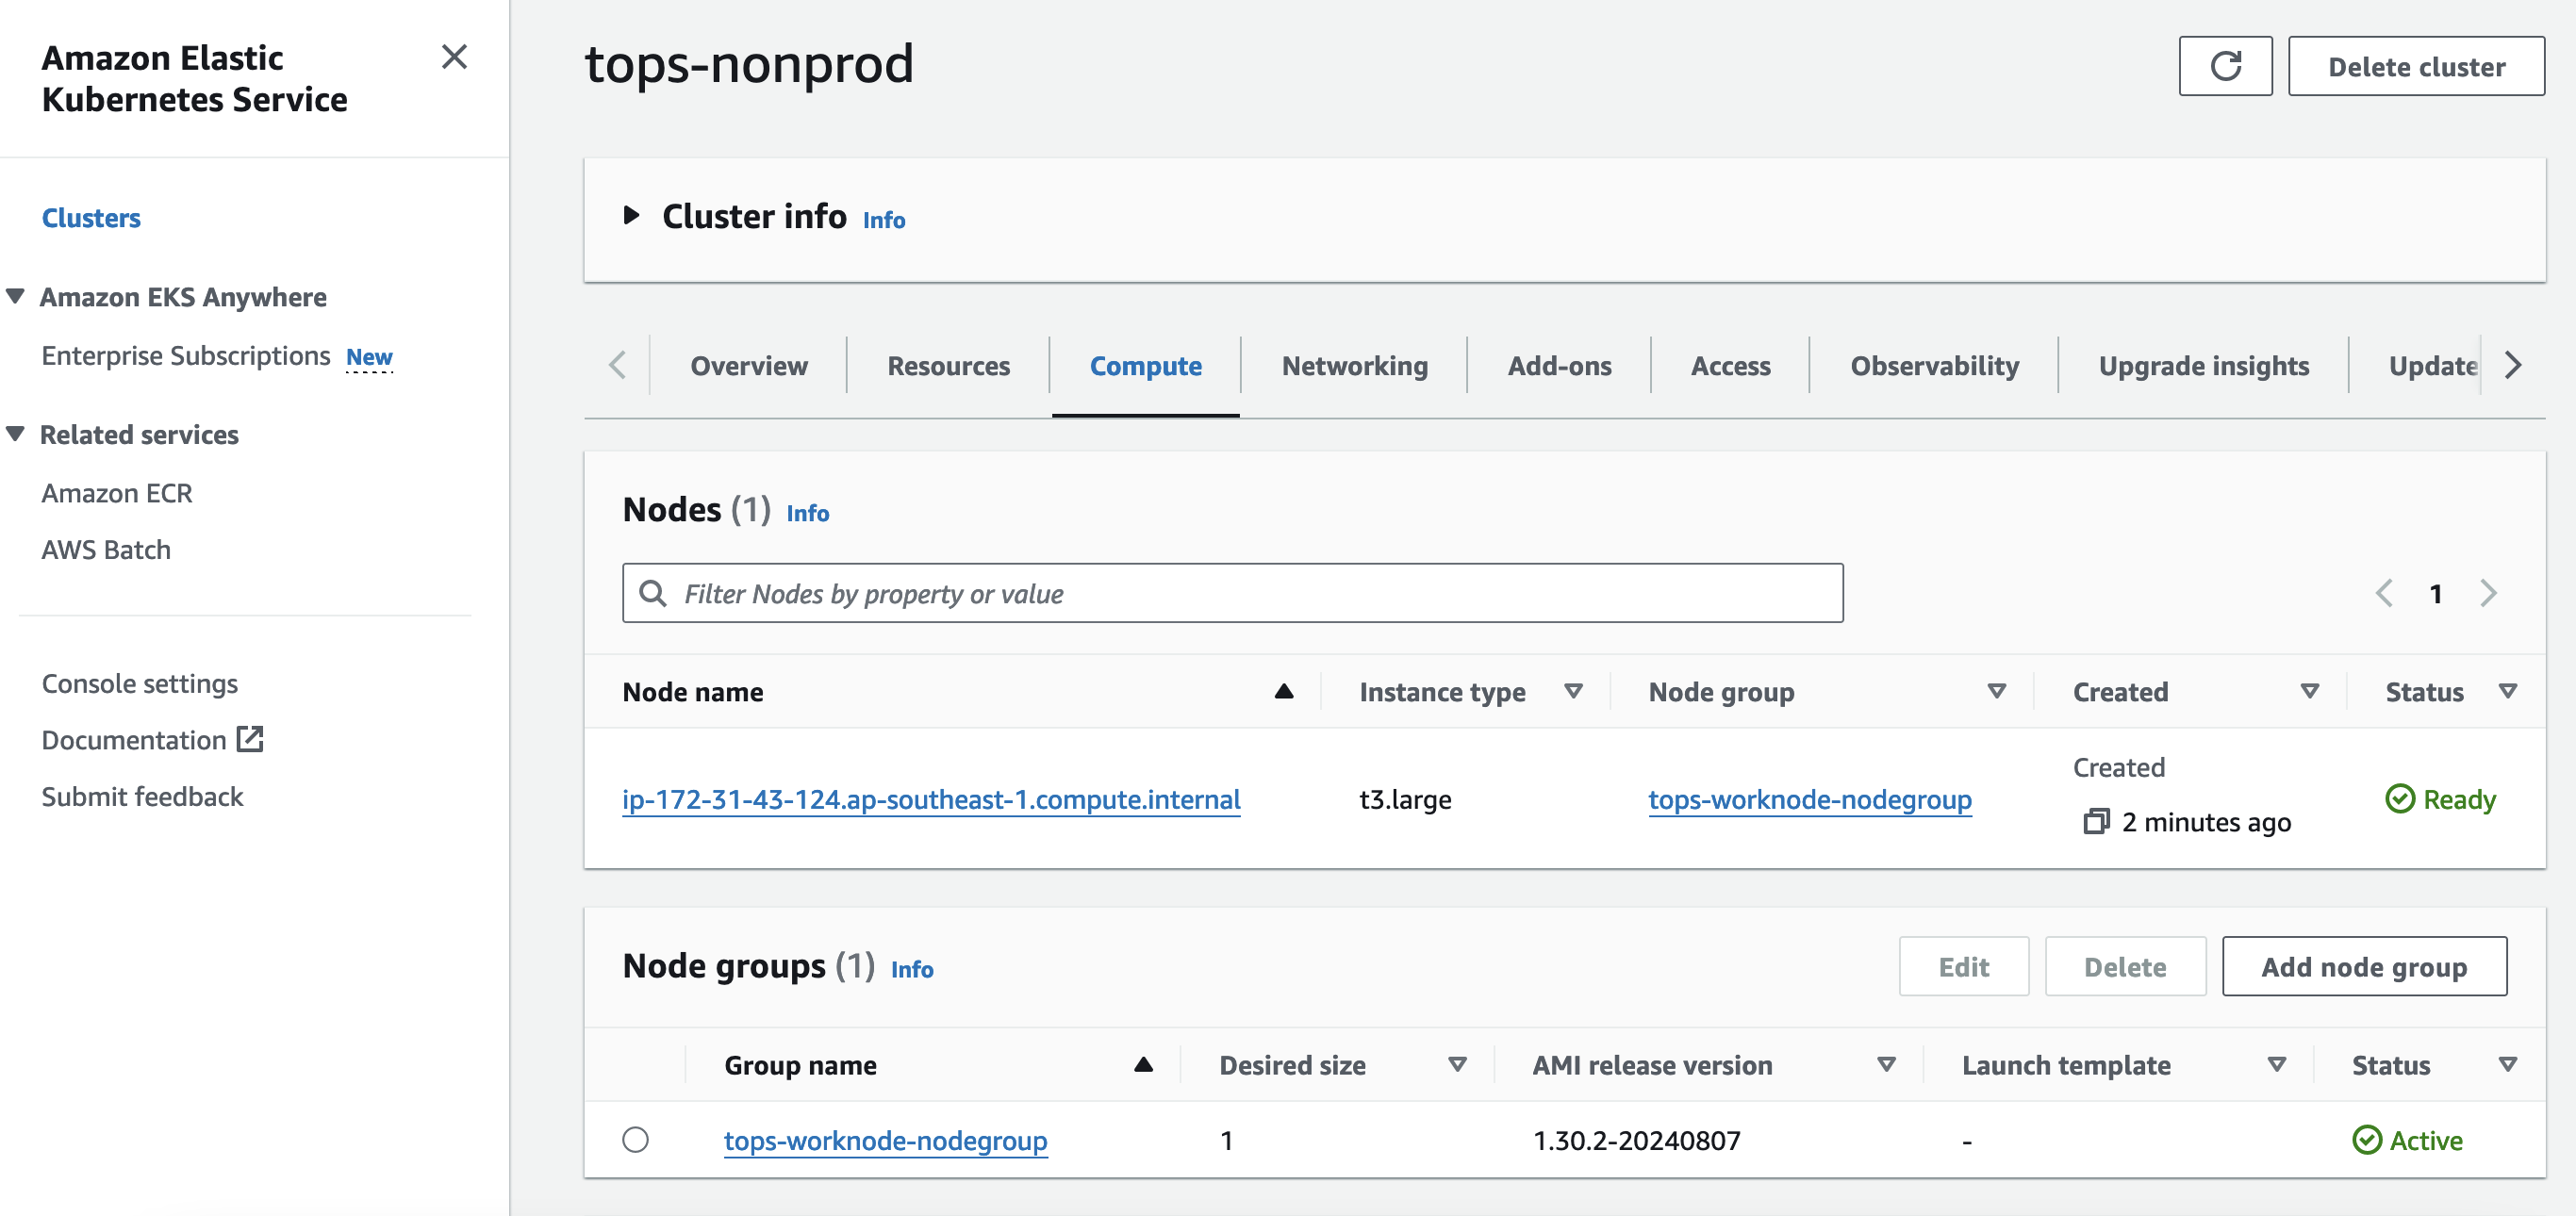 Amazon Elastic
Kubernetes Service
Clusters
Amazon EKS Anywhere
Enterprise Subscriptions New
Related services
Amazon ECR
AWS Batch
Console settings
Documentation
Submit feedback
tops-nonprod
Delete cluster
Cluster info Info
Overview Resources Compute Networking Add-ons Access Observability Upgrade insights Update
Nodes (1) Info
Filter Nodes by property or value
1
Node name Instance type Node group Created Status
ip-172-31-43-124.ap-southeast-1.compute.internal t3.large tops-worknode-nodegroup Created 2 minutes ago Ready
Node groups (1) Info
Edit Delete Add node group
Group name Desired size AMI release version Launch template Status
tops-worknode-nodegroup 1 1.30.2-20240807 - Active